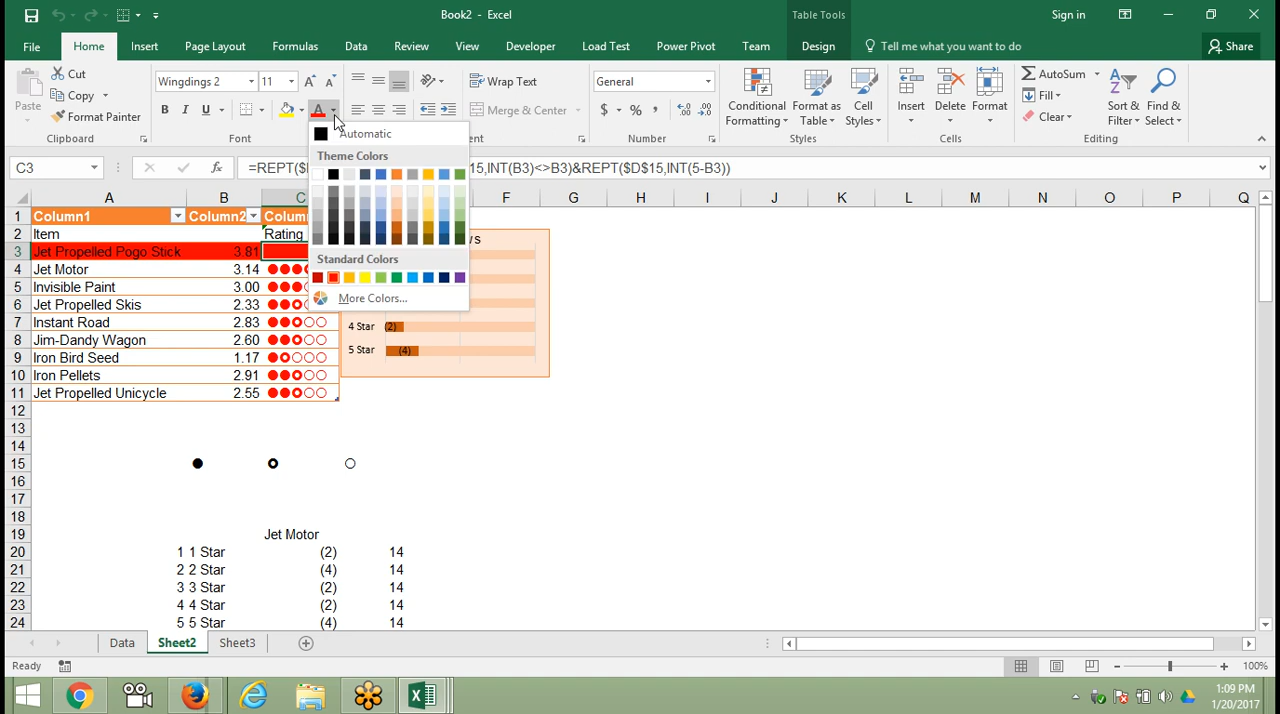 Book2 - Excel
Table Tools
Sign in
File Home Insert Page Layout Formulas Data Review View Developer Load Test Power Pivot Team Design Tell me what you want to do Share
Paste
Cut
Copy
Format Painter
Wingdings 2 11
B I U
Wrap Text
Merge & Center
General
$ % ,
Conditional Formatting
Format as Table
Cell Styles
Insert Delete Format
AutoSum
Fill
Clear
Sort & Filter
Find & Select
Clipboard Font Number Styles Cells Editing
C3
15,INT(B3)<>B3)&REPT($D$15,INT(5-B3))
=REPT($
Automatic
Theme Colors
Standard Colors
More Colors...
A B C F G H I J K L M N O P Q
1 Column1 Column2 Colum
2 Item Rating
3 Jet Propelled Pogo Stick 3.81
4 Jet Motor 3.14
5 Invisible Paint 3.00
6 Jet Propelled Skis 2.33
7 Instant Road 2.83
8 Jim-Dandy Wagon 2.60
9 Iron Bird Seed 1.17
10 Iron Pellets 2.91
11 Jet Propelled Unicycle 2.55
4 Star (2)
5 Star (4)
12
13
14
15
16
17
18
19 Jet Motor
20 1 1 Star (2) 14
21 2 2 Star (4) 14
22 3 3 Star (2) 14
23 4 4 Star (2) 14
24 5 5 Star (4) 14
Data Sheet2 Sheet3
Ready
100%
1:09 PM
1/20/2017